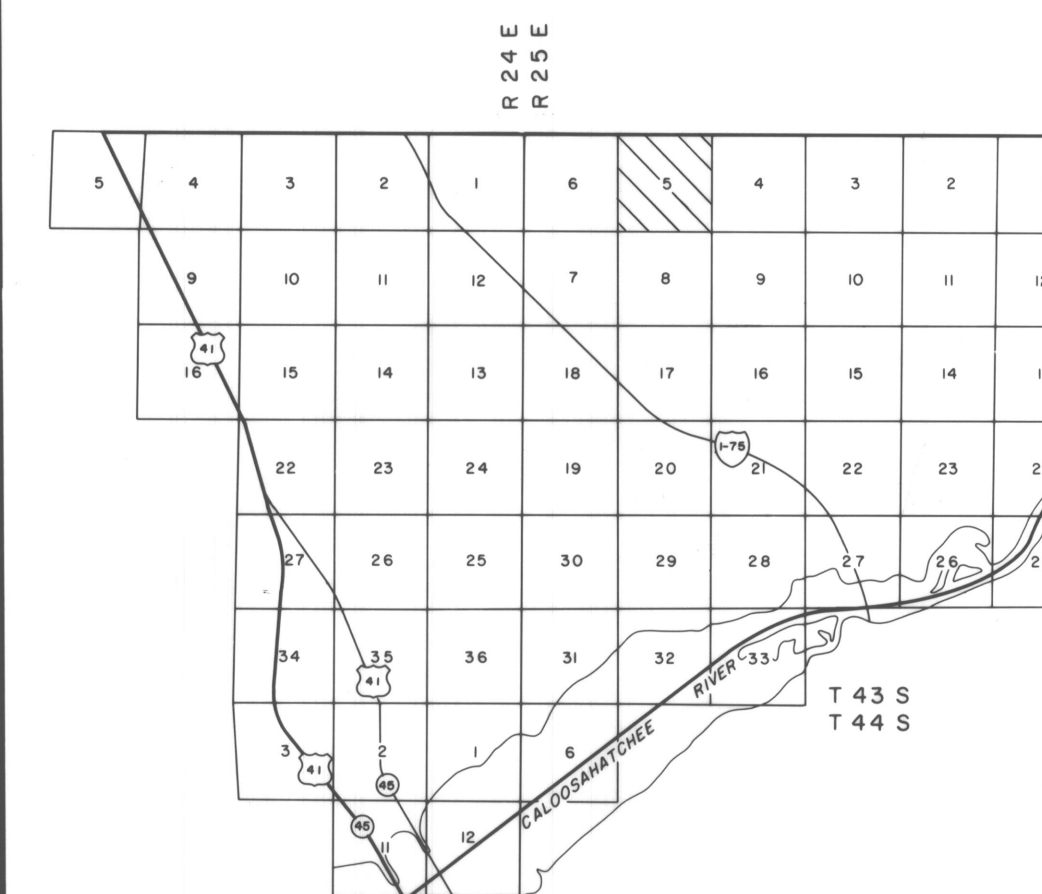 R 24 E
R 25 E
5 4 3 2 1 6 5 4 3 2
9 10 11 12 7 8 9 10 11
41
16 15 14 13 18 17 16 15 14
I-75
22 23 24 19 20 21 22 23
27 26 25 30 29 28 27 26
34 35 36 31 32 33
41
RIVER
T 43 S
T 44 S
3 2 1 6
41
CALOOSAHATCHEE
45
45
11 12